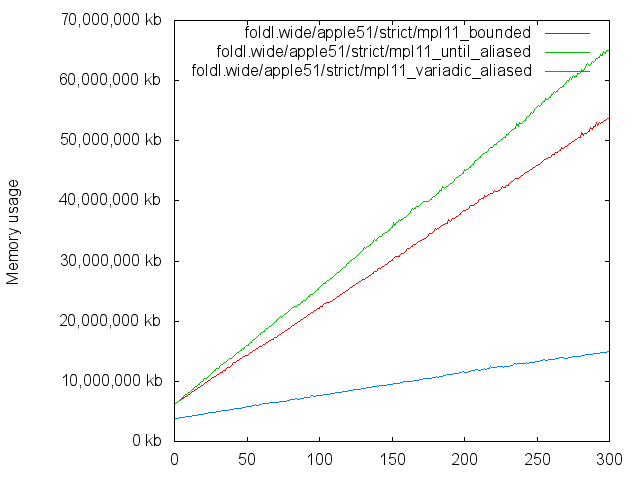 70,000,000 kb
60,000,000 kb
50,000,000 kb
40,000,000 kb
30,000,000 kb
20,000,000 kb
10,000,000 kb
0 kb
Memory usage
foldl.wide/apple51/strict/mpl11_bounded
foldl.wide/apple51/strict/mpl11_until_aliased
foldl.wide/apple51/strict/mpl11_variadic_aliased
0 50 100 150 200 250 300